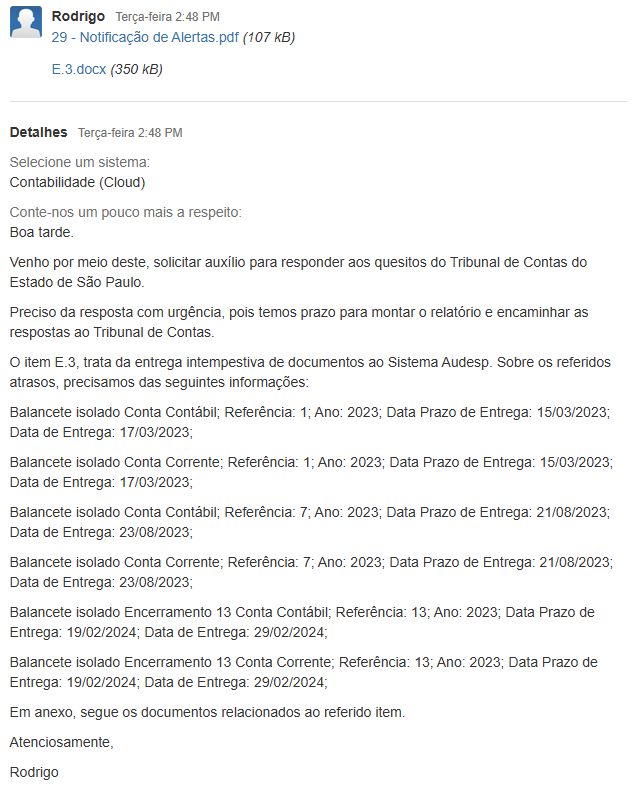 Rodrigo Terça-feira 2:48 PM
29 - Notificação de Alertas.pdf (107 kB)
E.3.docx (350 kB)
Detalhes Terça-feira 2:48 PM
Selecione um sistema:
Contabilidade (Cloud)
Conte-nos um pouco mais a respeito:
Boa tarde.
Venho por meio deste, solicitar auxílio para responder aos quesitos do Tribunal de Contas do
Estado de São Paulo.
Preciso da resposta com urgência, pois temos prazo para montar o relatório e encaminhar as
respostas ao Tribunal de Contas.
O item E.3, trata da entrega intempestiva de documentos ao Sistema Audesp. Sobre os referidos
atrasos, precisamos das seguintes informações:
Balancete isolado Conta Contábil; Referência: 1; Ano: 2023; Data Prazo de Entrega: 15/03/2023;
Data de Entrega: 17/03/2023;
Balancete isolado Conta Corrente; Referência: 1; Ano: 2023; Data Prazo de Entrega: 15/03/2023;
Data de Entrega: 17/03/2023;
Balancete isolado Conta Contábil; Referência: 7; Ano: 2023; Data Prazo de Entrega: 21/08/2023;
Data de Entrega: 23/08/2023;
Balancete isolado Conta Corrente; Referência: 7; Ano: 2023; Data Prazo de Entrega: 21/08/2023;
Data de Entrega: 23/08/2023;
Balancete isolado Encerramento 13 Conta Contábil; Referência: 13; Ano: 2023; Data Prazo de
Entrega: 19/02/2024; Data de Entrega: 29/02/2024;
Balancete isolado Encerramento 13 Conta Corrente; Referência: 13; Ano: 2023; Data Prazo de
Entrega: 19/02/2024; Data de Entrega: 29/02/2024;
Em anexo, segue os documentos relacionados ao referido item.
Atenciosamente,
Rodrigo